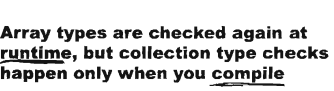 Array types are checked again at
runtime, but collection type checks
happen only when you compile